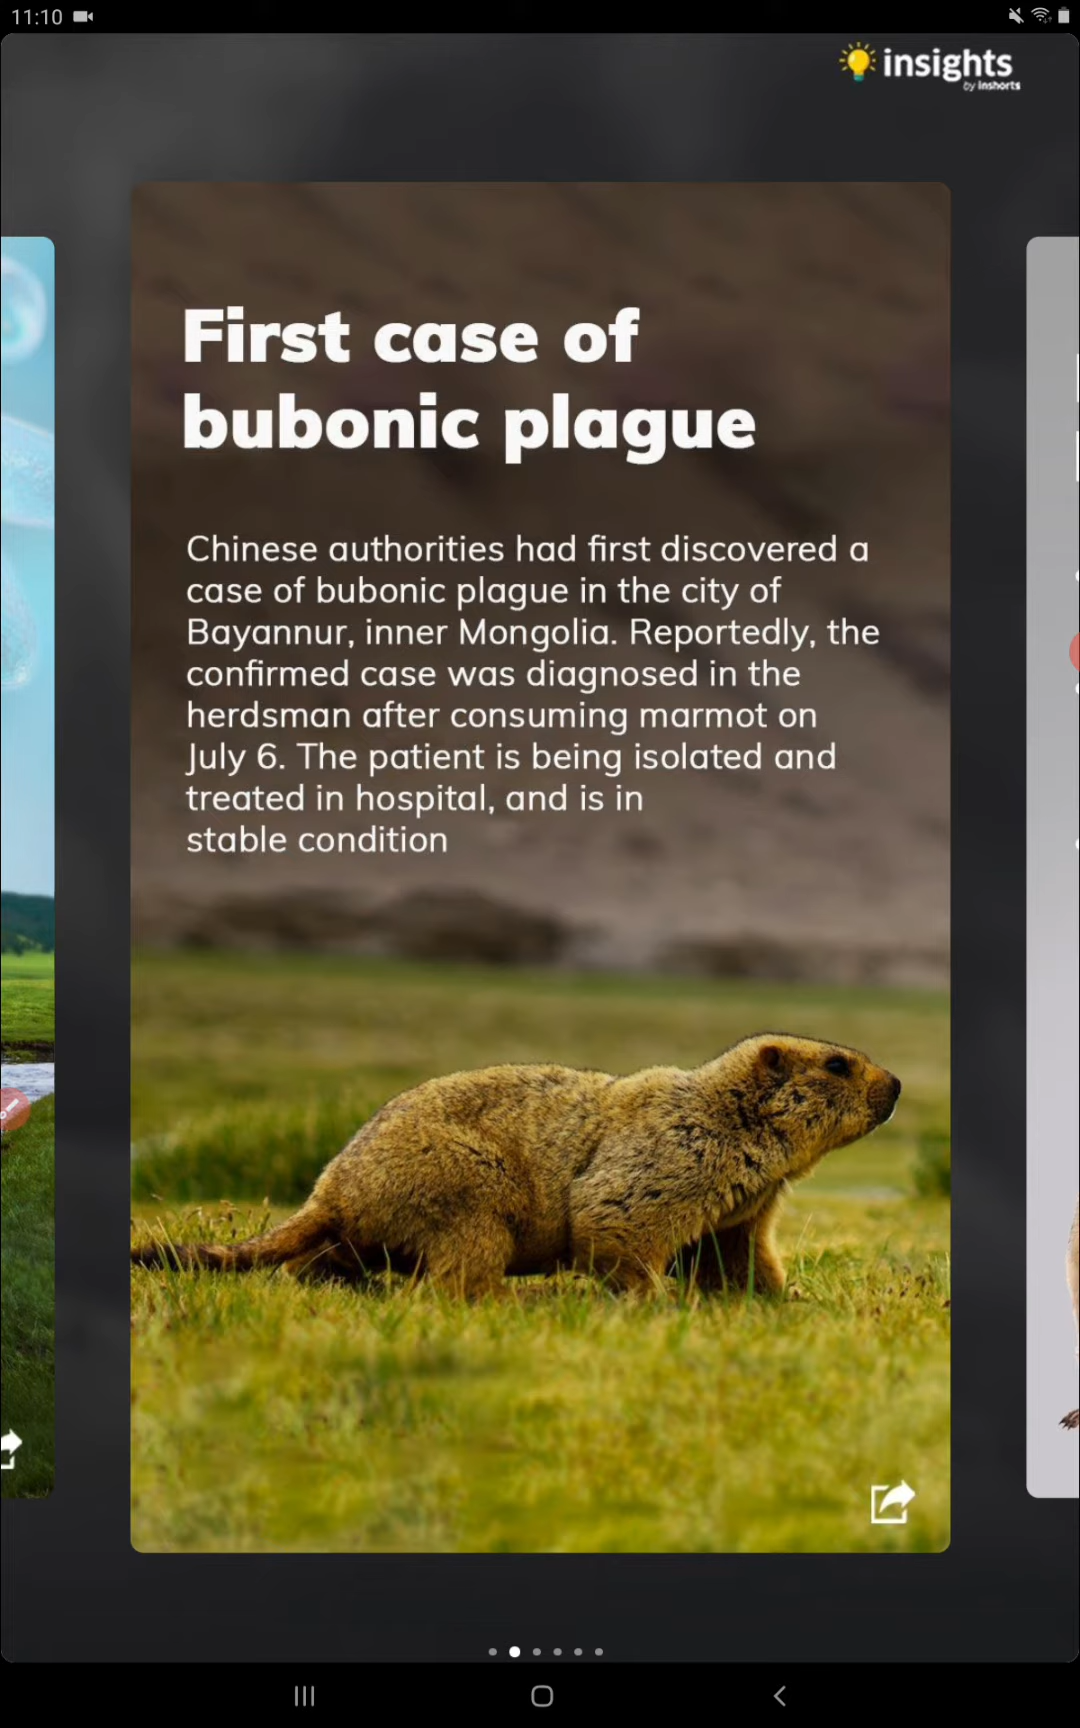 11:10
insights
by inshorts
First case of
bubonic plague
Chinese authorities had first discovered a
case of bubonic plague in the city of
Bayannur, inner Mongolia. Reportedly, the
confirmed case was diagnosed in the
herdsman after consuming marmot on
July 6. The patient is being isolated and
treated in hospital, and is in
stable condition